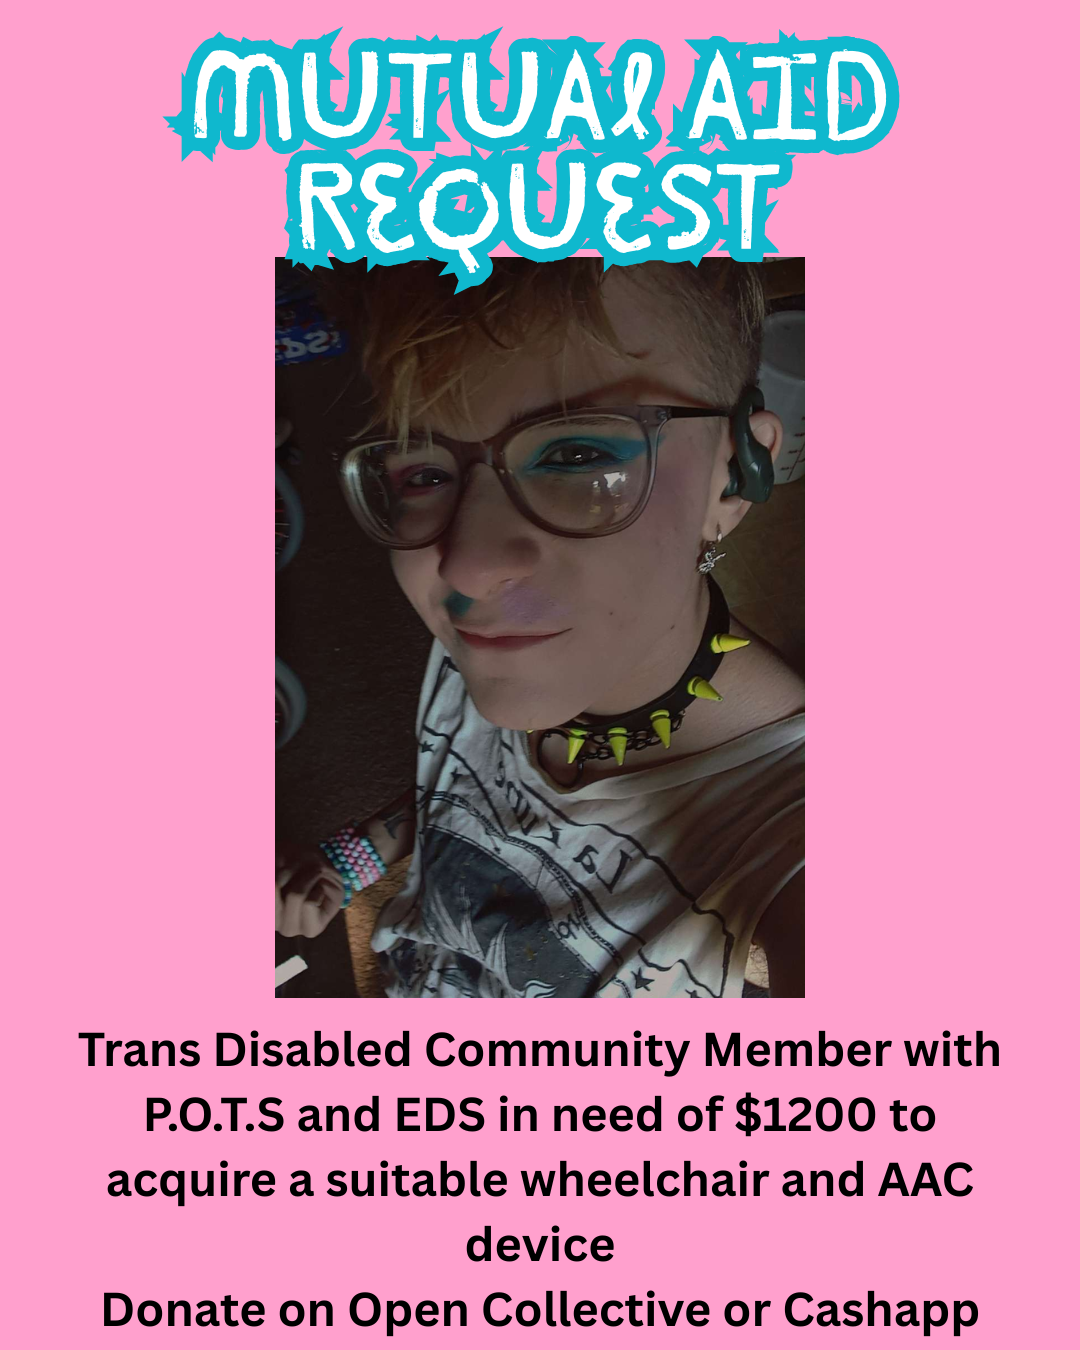 MUTUAL AID
REQUEST
Trans Disabled Community Member with
P.O.T.S and EDS in need of $1200 to
acquire a suitable wheelchair and AAC
device
Donate on Open Collective or Cashapp